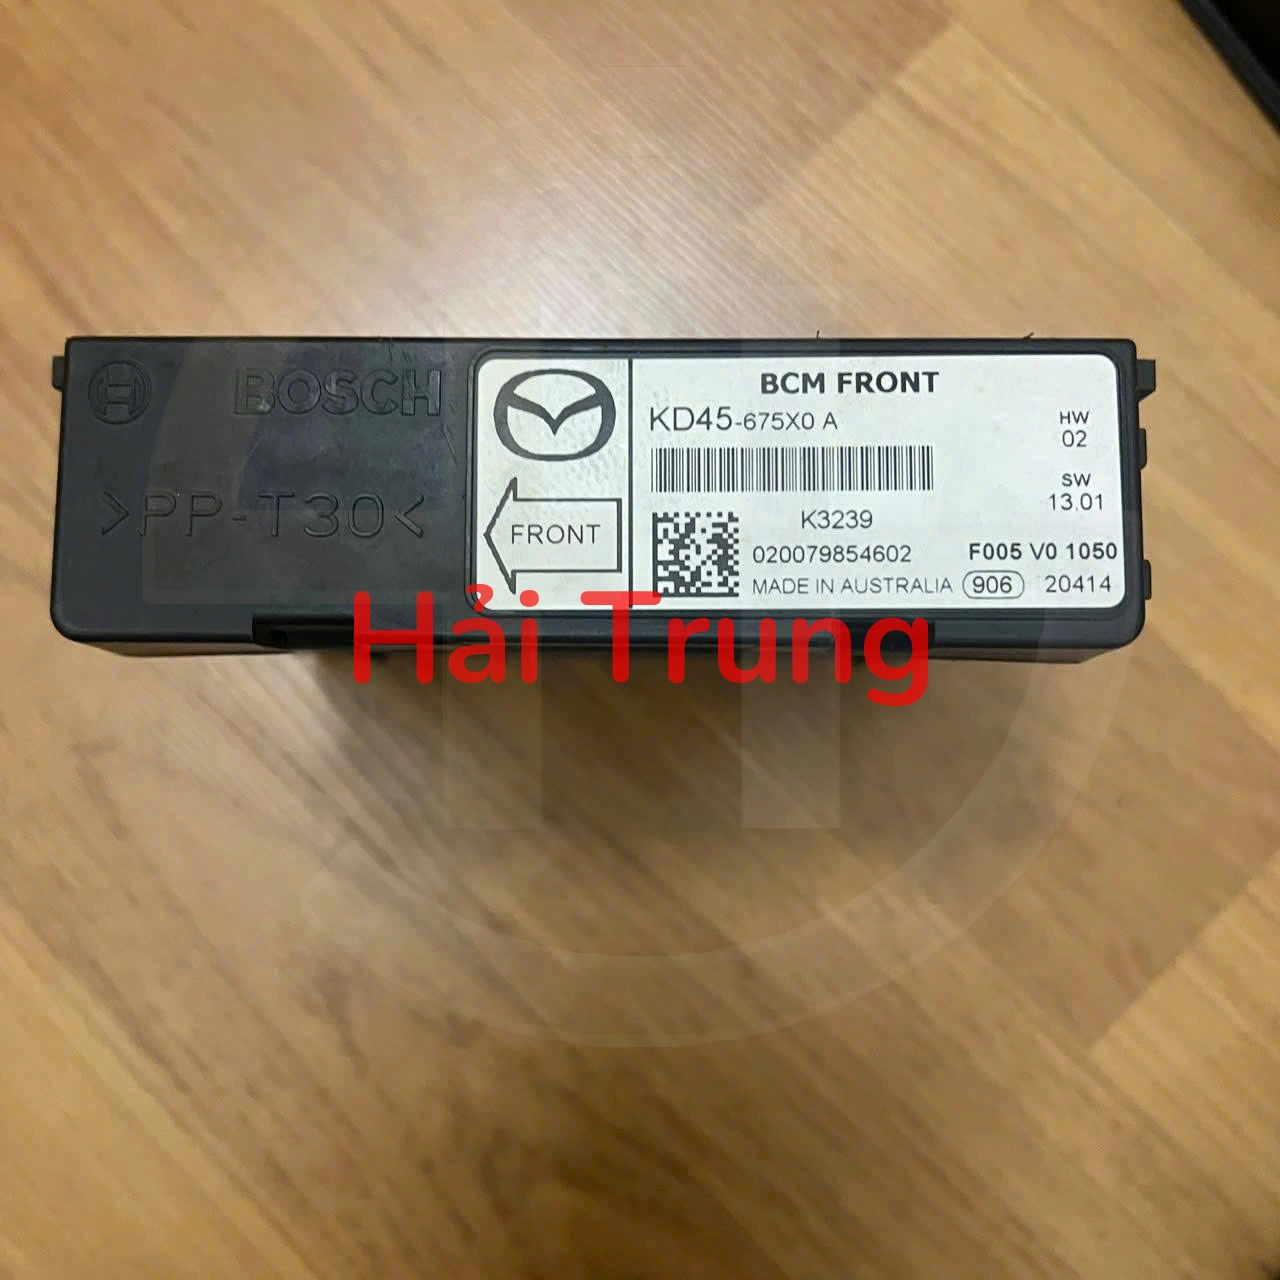 BOSCH
>PP-T30<
FRONT
BCM FRONT
KD45-675X0 A
HW
02
SW
13.01
K3239
020079854602
F005 V0 1050
MADE IN AUSTRALIA 906 20414
Hải Trung